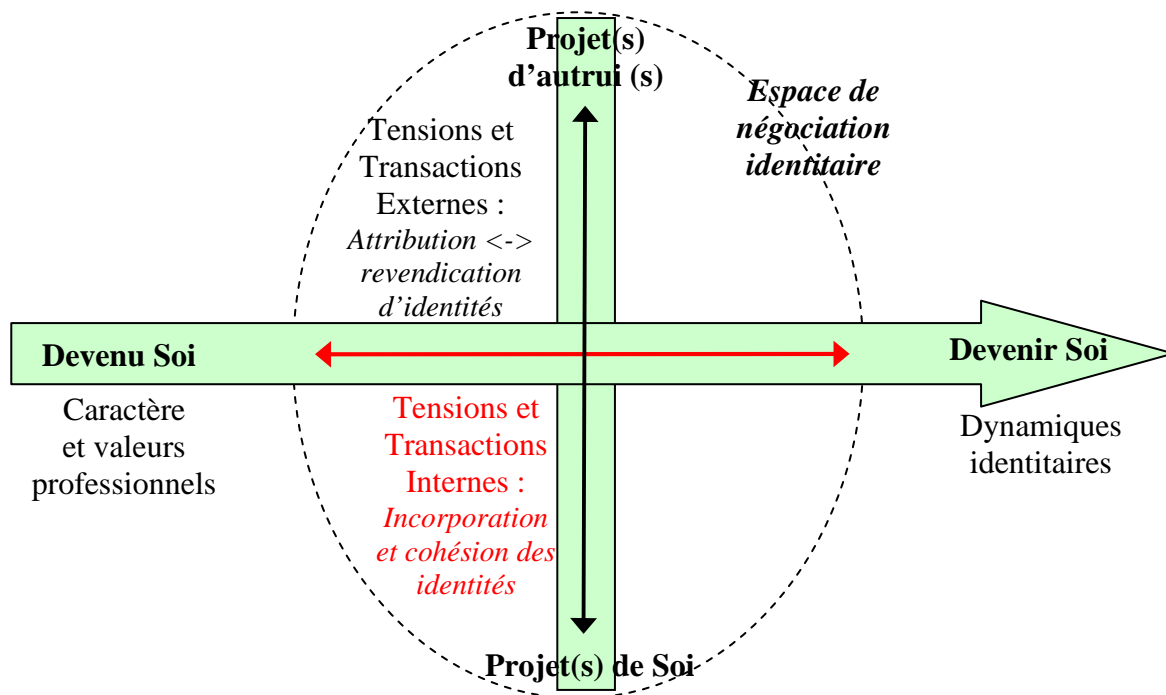 Projet(s)
d'autrui (s)
Espace de
négociation
identitaire
Tensions et
Transactions
Externes :
Attribution <->
revendication
d'identités
Devenu Soi
Devenir Soi
Caractère
et valeurs
professionnels
Tensions et
Transactions
Internes :
Incorporation
et cohésion des
identités
Dynamiques
identitaires
Projet(s) de Soi